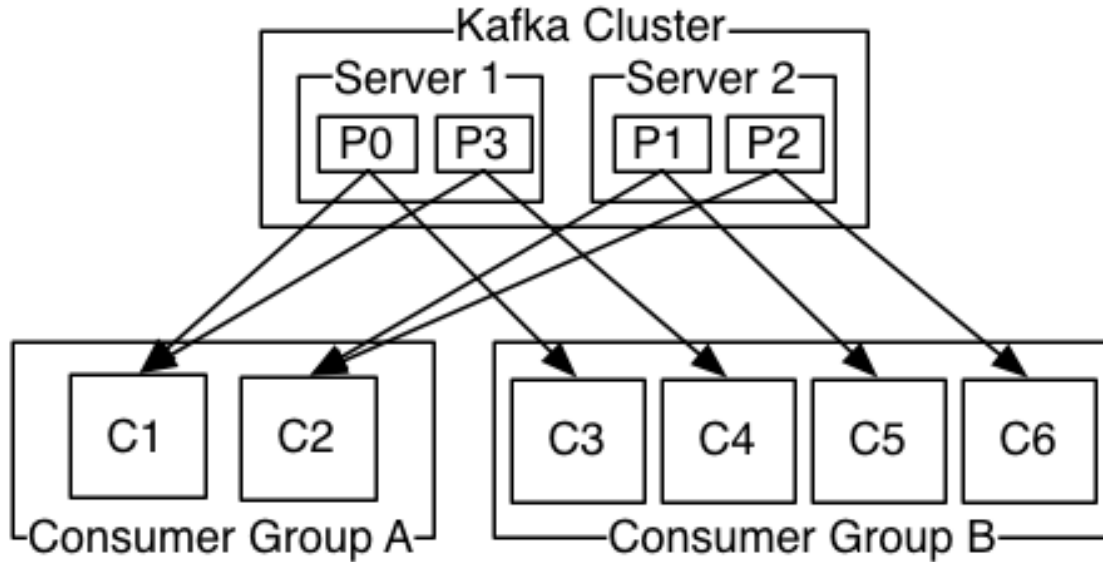 Kafka Cluster
Server 1 Server 2
P0 P3 P1 P2
C1 C2 C3 C4 C5 C6
Consumer Group A Consumer Group B